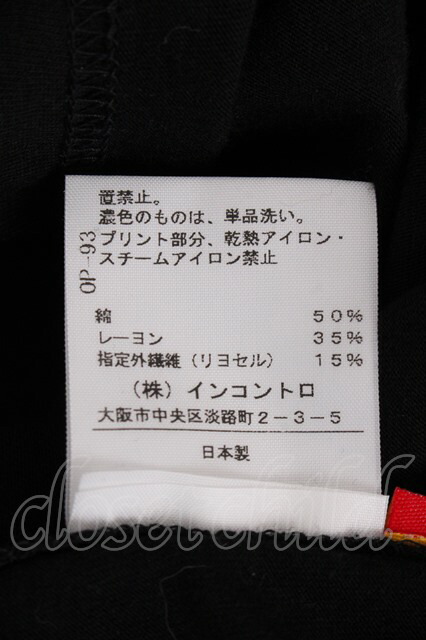 置禁止。
濃色のものは、単品洗い。
プリント部分、乾熱アイロン・
スチームアイロン禁止
OP-93
綿 50%
レーヨン 35%
指定外繊維（リヨセル） 15%
（株）インコントロ
大阪市中央区淡路町2-3-5
日本製
closet child